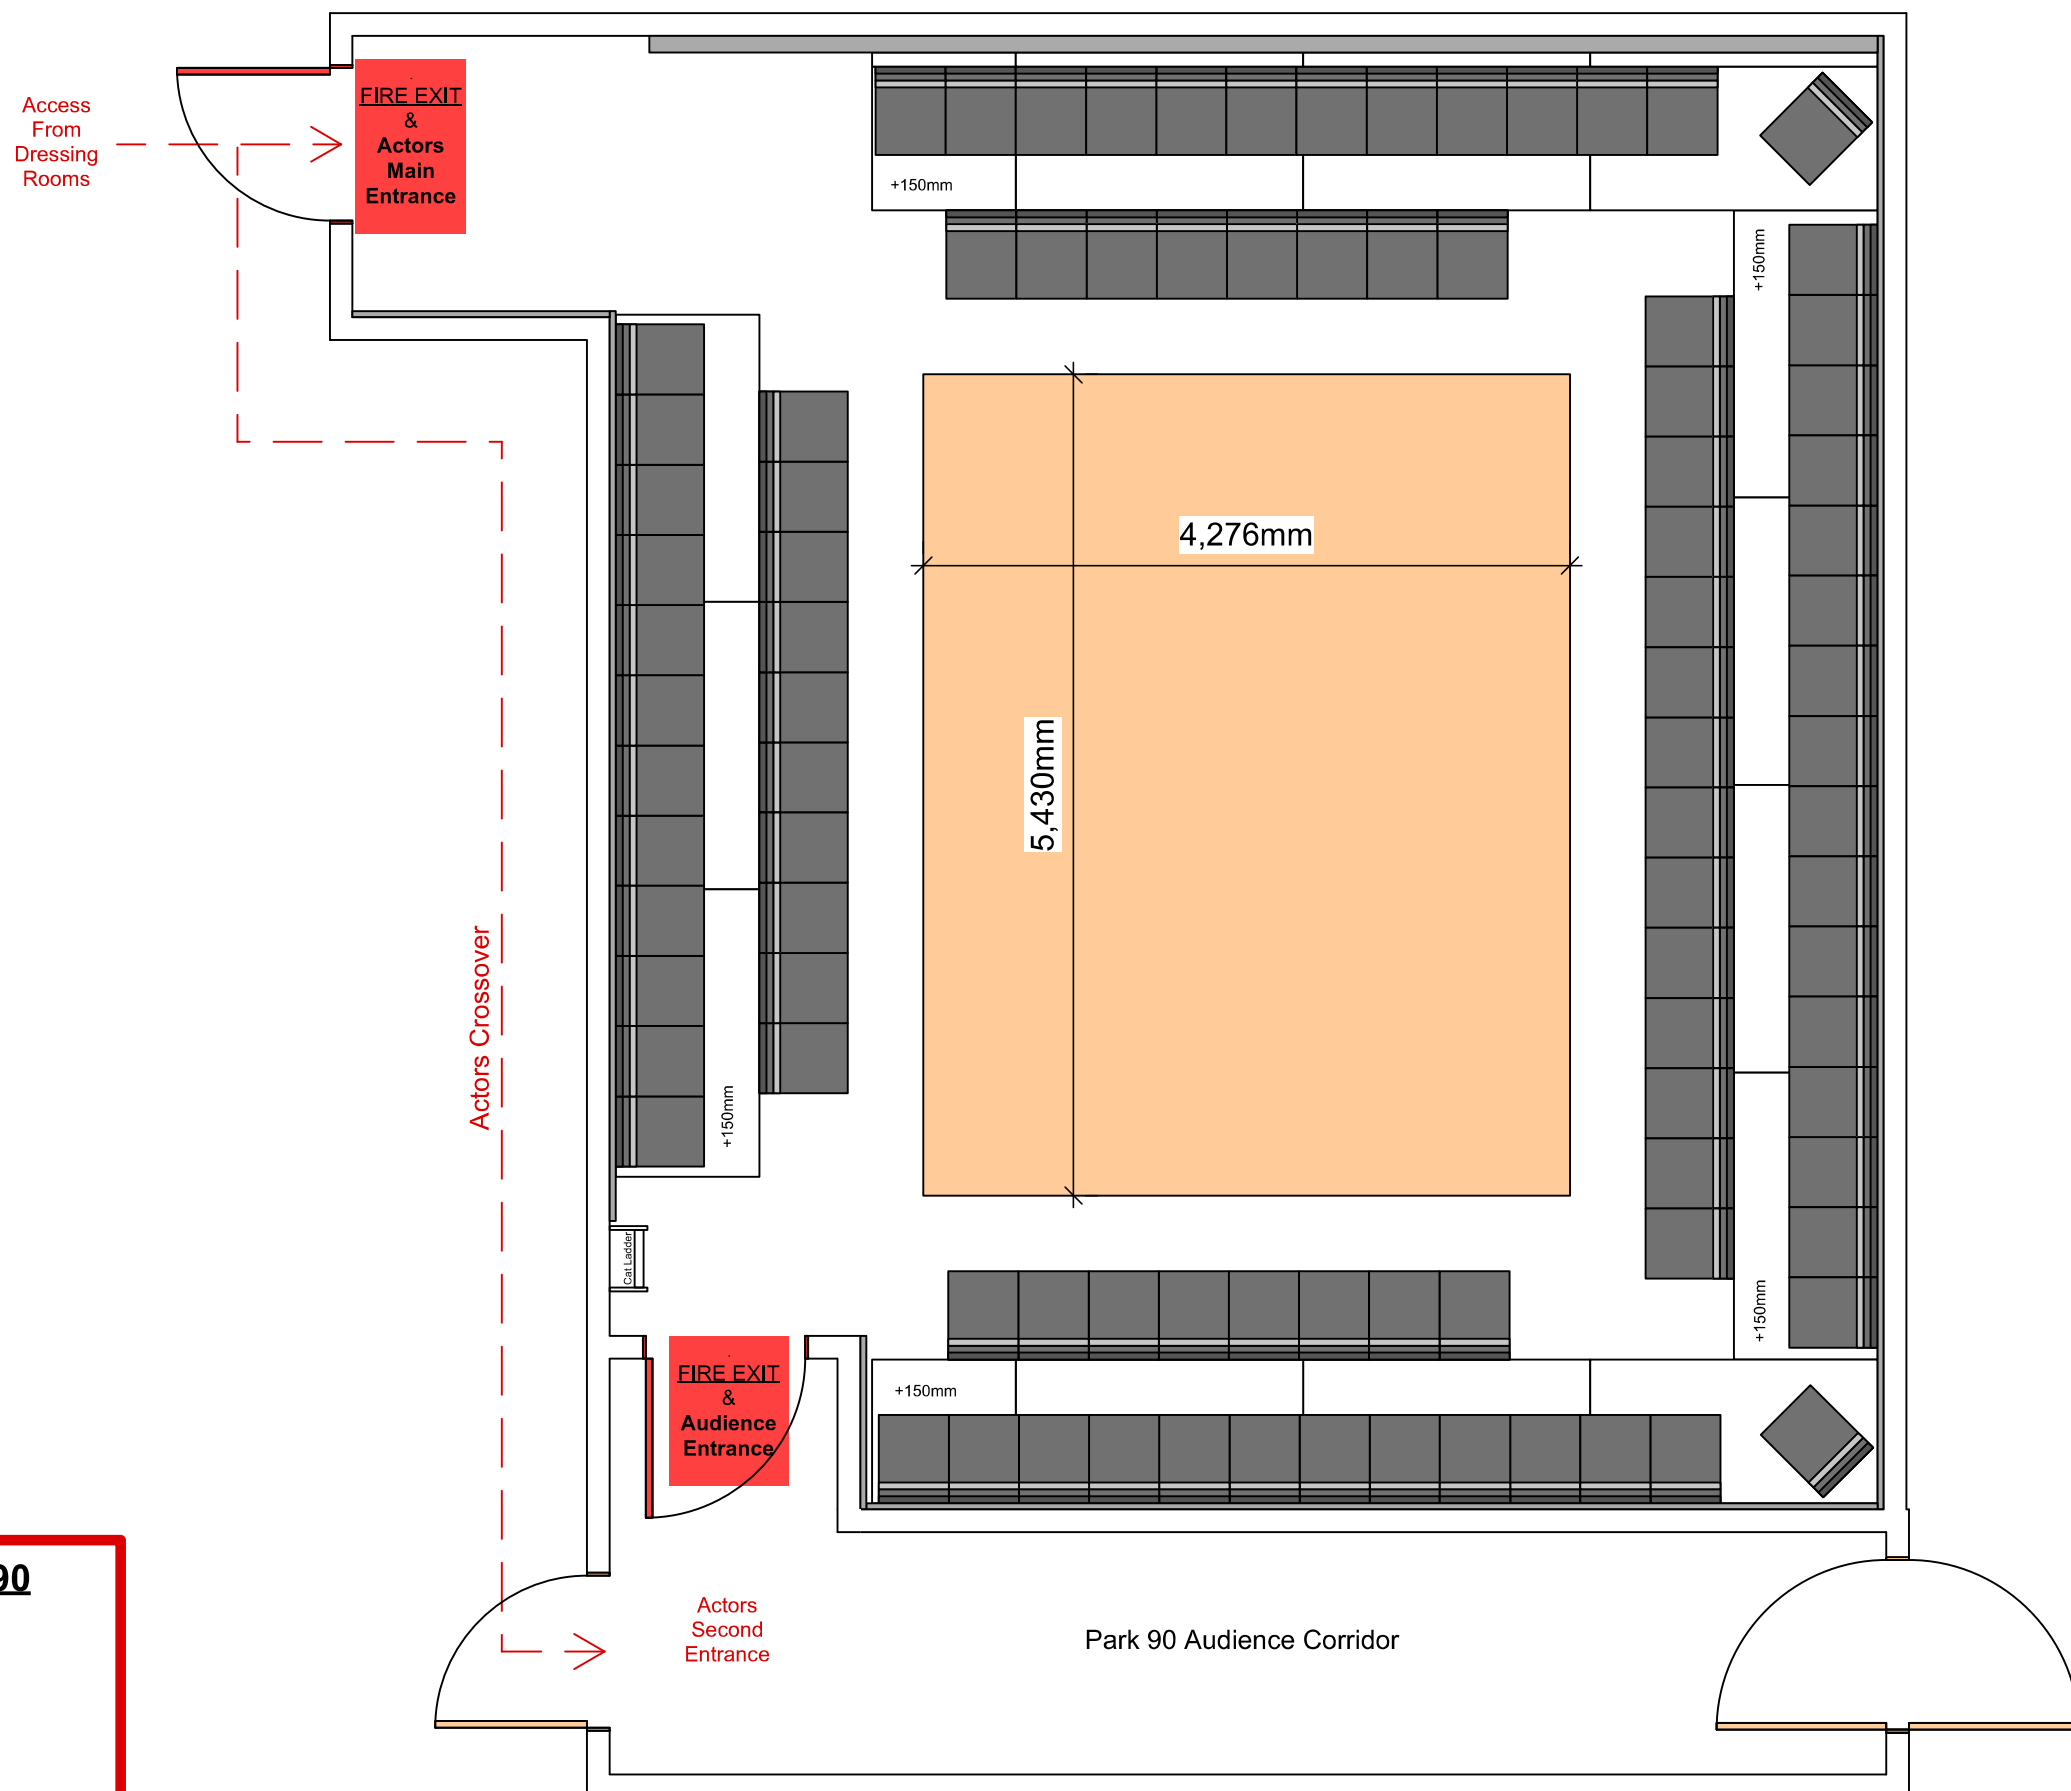 Access
From
Dressing
Rooms
FIRE EXIT
&
Actors
Main
Entrance
+150mm
+150mm
4,276mm
5,430mm
Actors Crossover
+150mm
Cat Ladder
+150mm
FIRE EXIT
&
Audience
Entrance
+150mm
90
Actors
Second
Entrance
Park 90 Audience Corridor